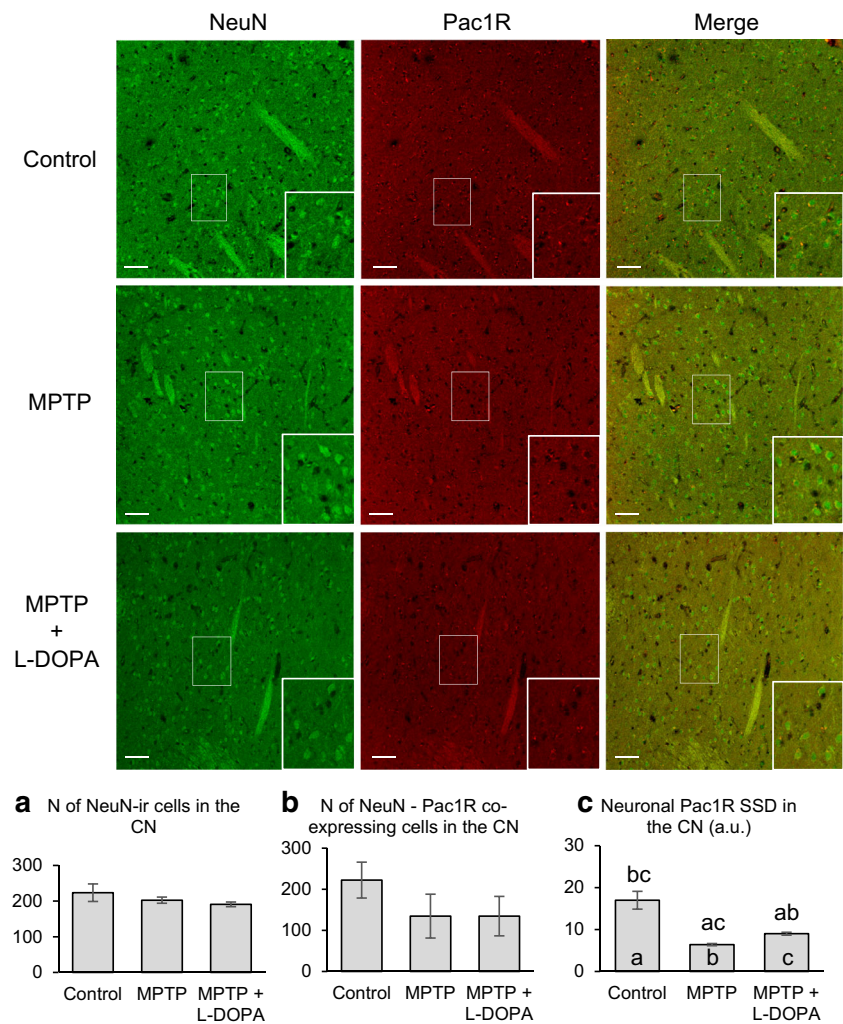 NeuN Pac1R Merge
Control
MPTP
MPTP
+
L-DOPA
a N of NeuN-ir cells in the
CN
300
200
100
0
Control MPTP MPTP +
L-DOPA
b N of NeuN - Pac1R co-
expressing cells in the CN
300
200
100
0
Control MPTP MPTP +
L-DOPA
c Neuronal Pac1R SSD in
the CN (a.u.)
30
20
10
0
bc ac ab
a b c
Control MPTP MPTP +
L-DOPA